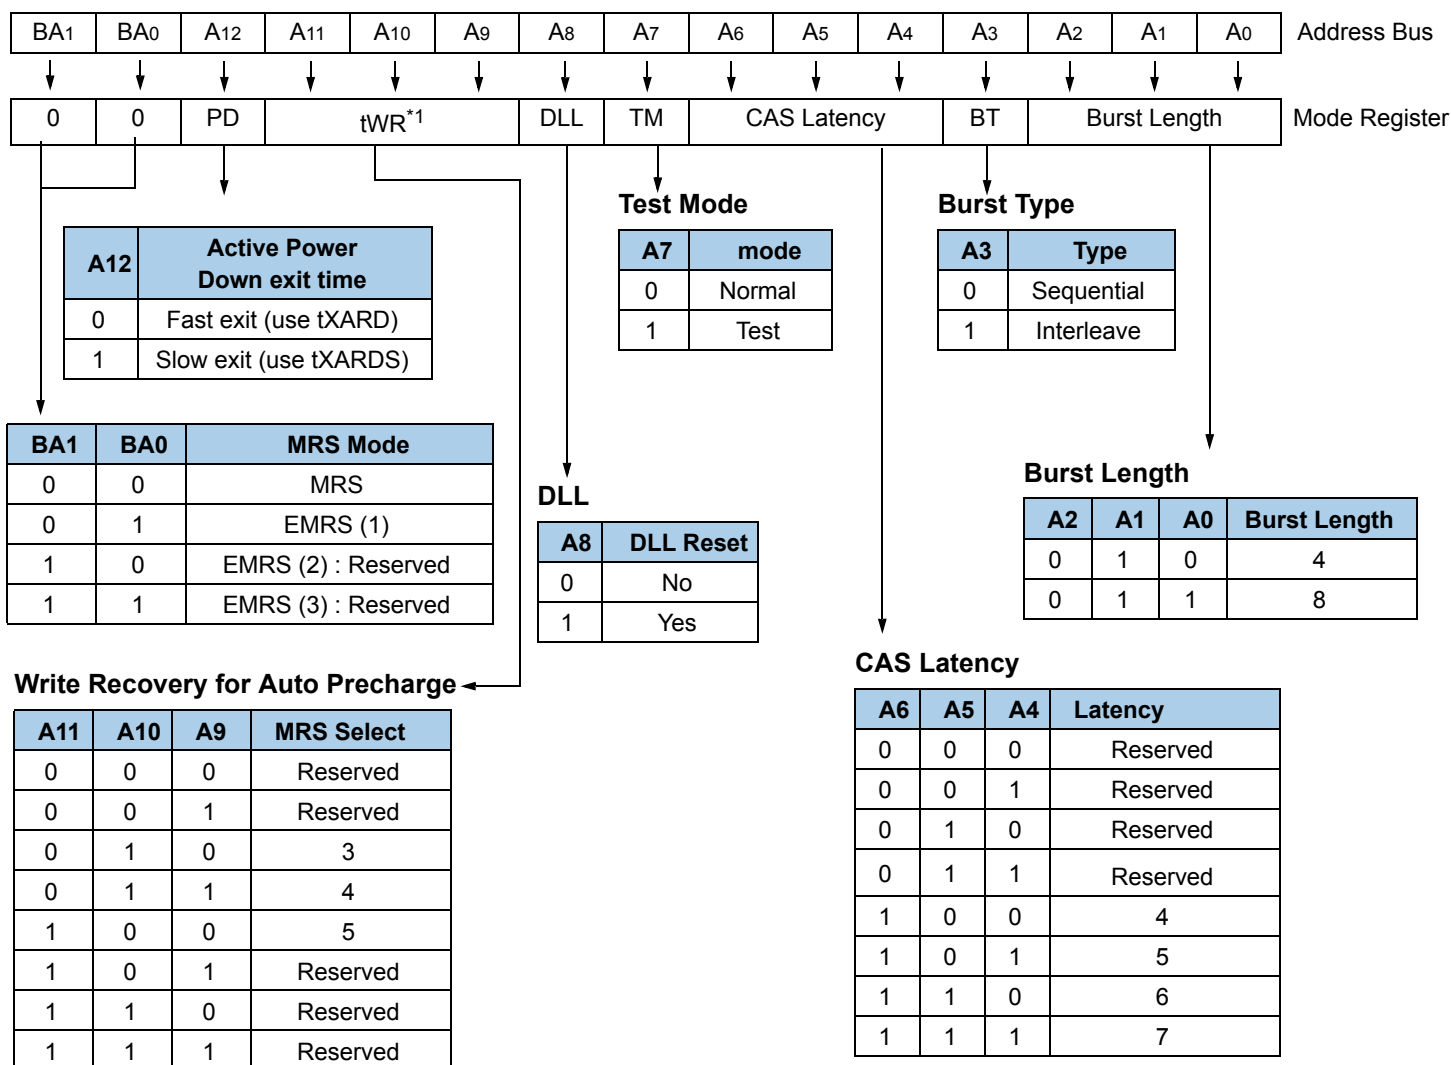 BA1 BA0 A12 A11 A10 A9 A8 A7 A6 A5 A4 A3 A2 A1 A0 Address Bus
0 0 PD tWR*1 DLL TM CAS Latency BT Burst Length Mode Register
A12 Active Power Down exit time
0 Fast exit (use tXARD)
1 Slow exit (use tXARDS)
Test Mode
A7 mode
0 Normal
1 Test
Burst Type
A3 Type
0 Sequential
1 Interleave
BA1 BA0 MRS Mode
0 0 MRS
0 1 EMRS (1)
1 0 EMRS (2) : Reserved
1 1 EMRS (3) : Reserved
DLL
A8 DLL Reset
0 No
1 Yes
Burst Length
A2 A1 A0 Burst Length
0 1 0 4
0 1 1 8
Write Recovery for Auto Precharge
A11 A10 A9 MRS Select
0 0 0 Reserved
0 0 1 Reserved
0 1 0 3
0 1 1 4
1 0 0 5
1 0 1 Reserved
1 1 0 Reserved
1 1 1 Reserved
CAS Latency
A6 A5 A4 Latency
0 0 0 Reserved
0 0 1 Reserved
0 1 0 Reserved
0 1 1 Reserved
1 0 0 4
1 0 1 5
1 1 0 6
1 1 1 7